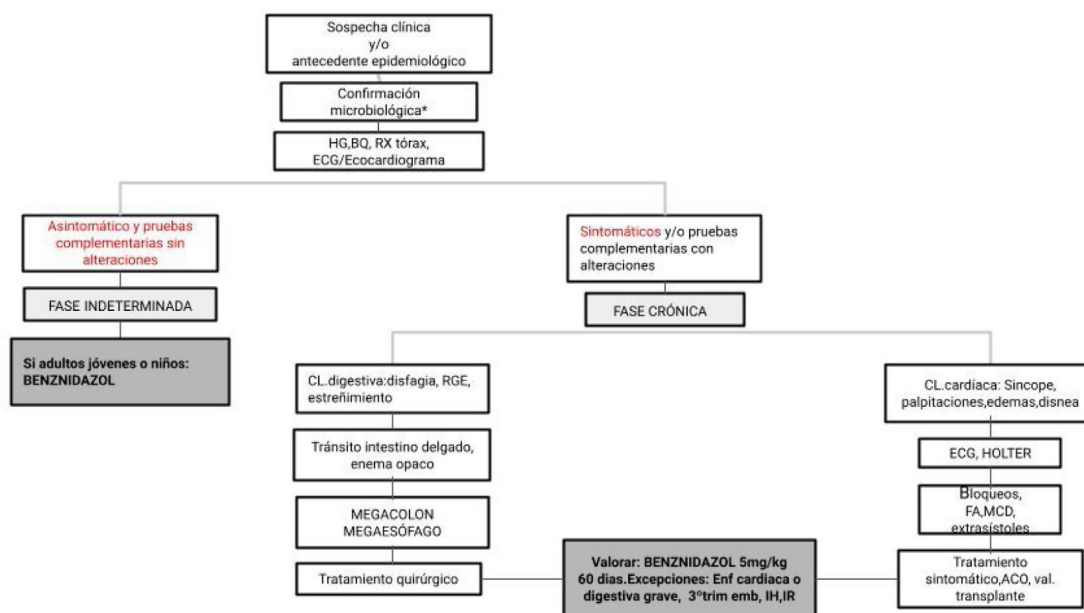 Sospecha clínica
y/o
antecedente epidemiológico
Confirmación
microbiológica*
HG,BQ, RX tórax,
ECG/Ecocardiograma
Asintomático y pruebas
complementarias sin
alteraciones
FASE INDETERMINADA
Si adultos jóvenes o niños:
BENZNIDAZOL
Sintomáticos y/o pruebas
complementarias con
alteraciones
FASE CRÓNICA
CL.digestiva:disfagia, RGE,
estreñimiento
Tránsito intestino delgado,
enema opaco
MEGACOLON
MEGAESÓFAGO
Tratamiento quirúrgico
CL.cardíaca: Sincope,
palpitaciones,edemas,disnea
ECG, HOLTER
Bloqueos,
FA,MCD,
extrasístoles
Tratamiento
sintomático,ACO, val.
transplante
Valorar: BENZNIDAZOL 5mg/kg
60 dias.Excepciones: Enf cardiaca o
digestiva grave, 3ºtrim emb, IH,IR